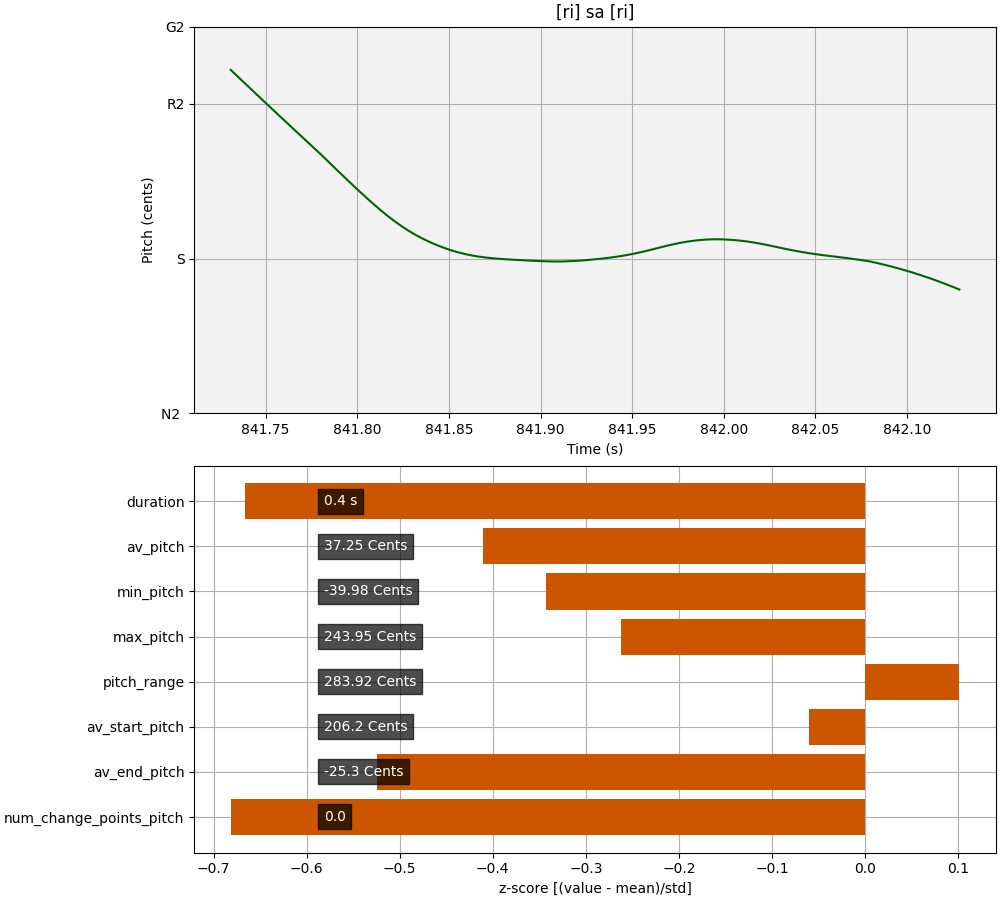 [ri] sa [ri]
G2
R2
S
N2
Pitch (cents)
841.75 841.80 841.85 841.90 841.95 842.00 842.05 842.10
Time (s)
duration 0.4 s
av_pitch 37.25 Cents
min_pitch -39.98 Cents
max_pitch 243.95 Cents
pitch_range 283.92 Cents
av_start_pitch 206.2 Cents
av_end_pitch -25.3 Cents
num_change_points_pitch 0.0
−0.7 −0.6 −0.5 −0.4 −0.3 −0.2 −0.1 0.0 0.1
z-score [(value - mean)/std]